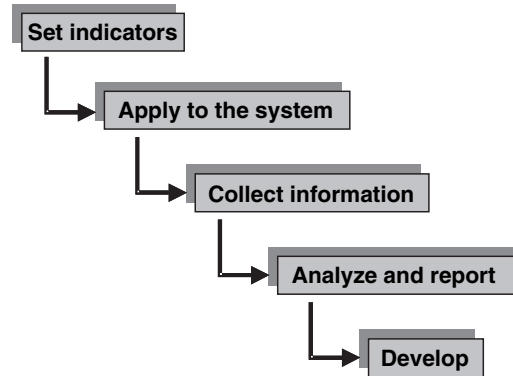 Set indicators
Apply to the system
Collect information
Analyze and report
Develop